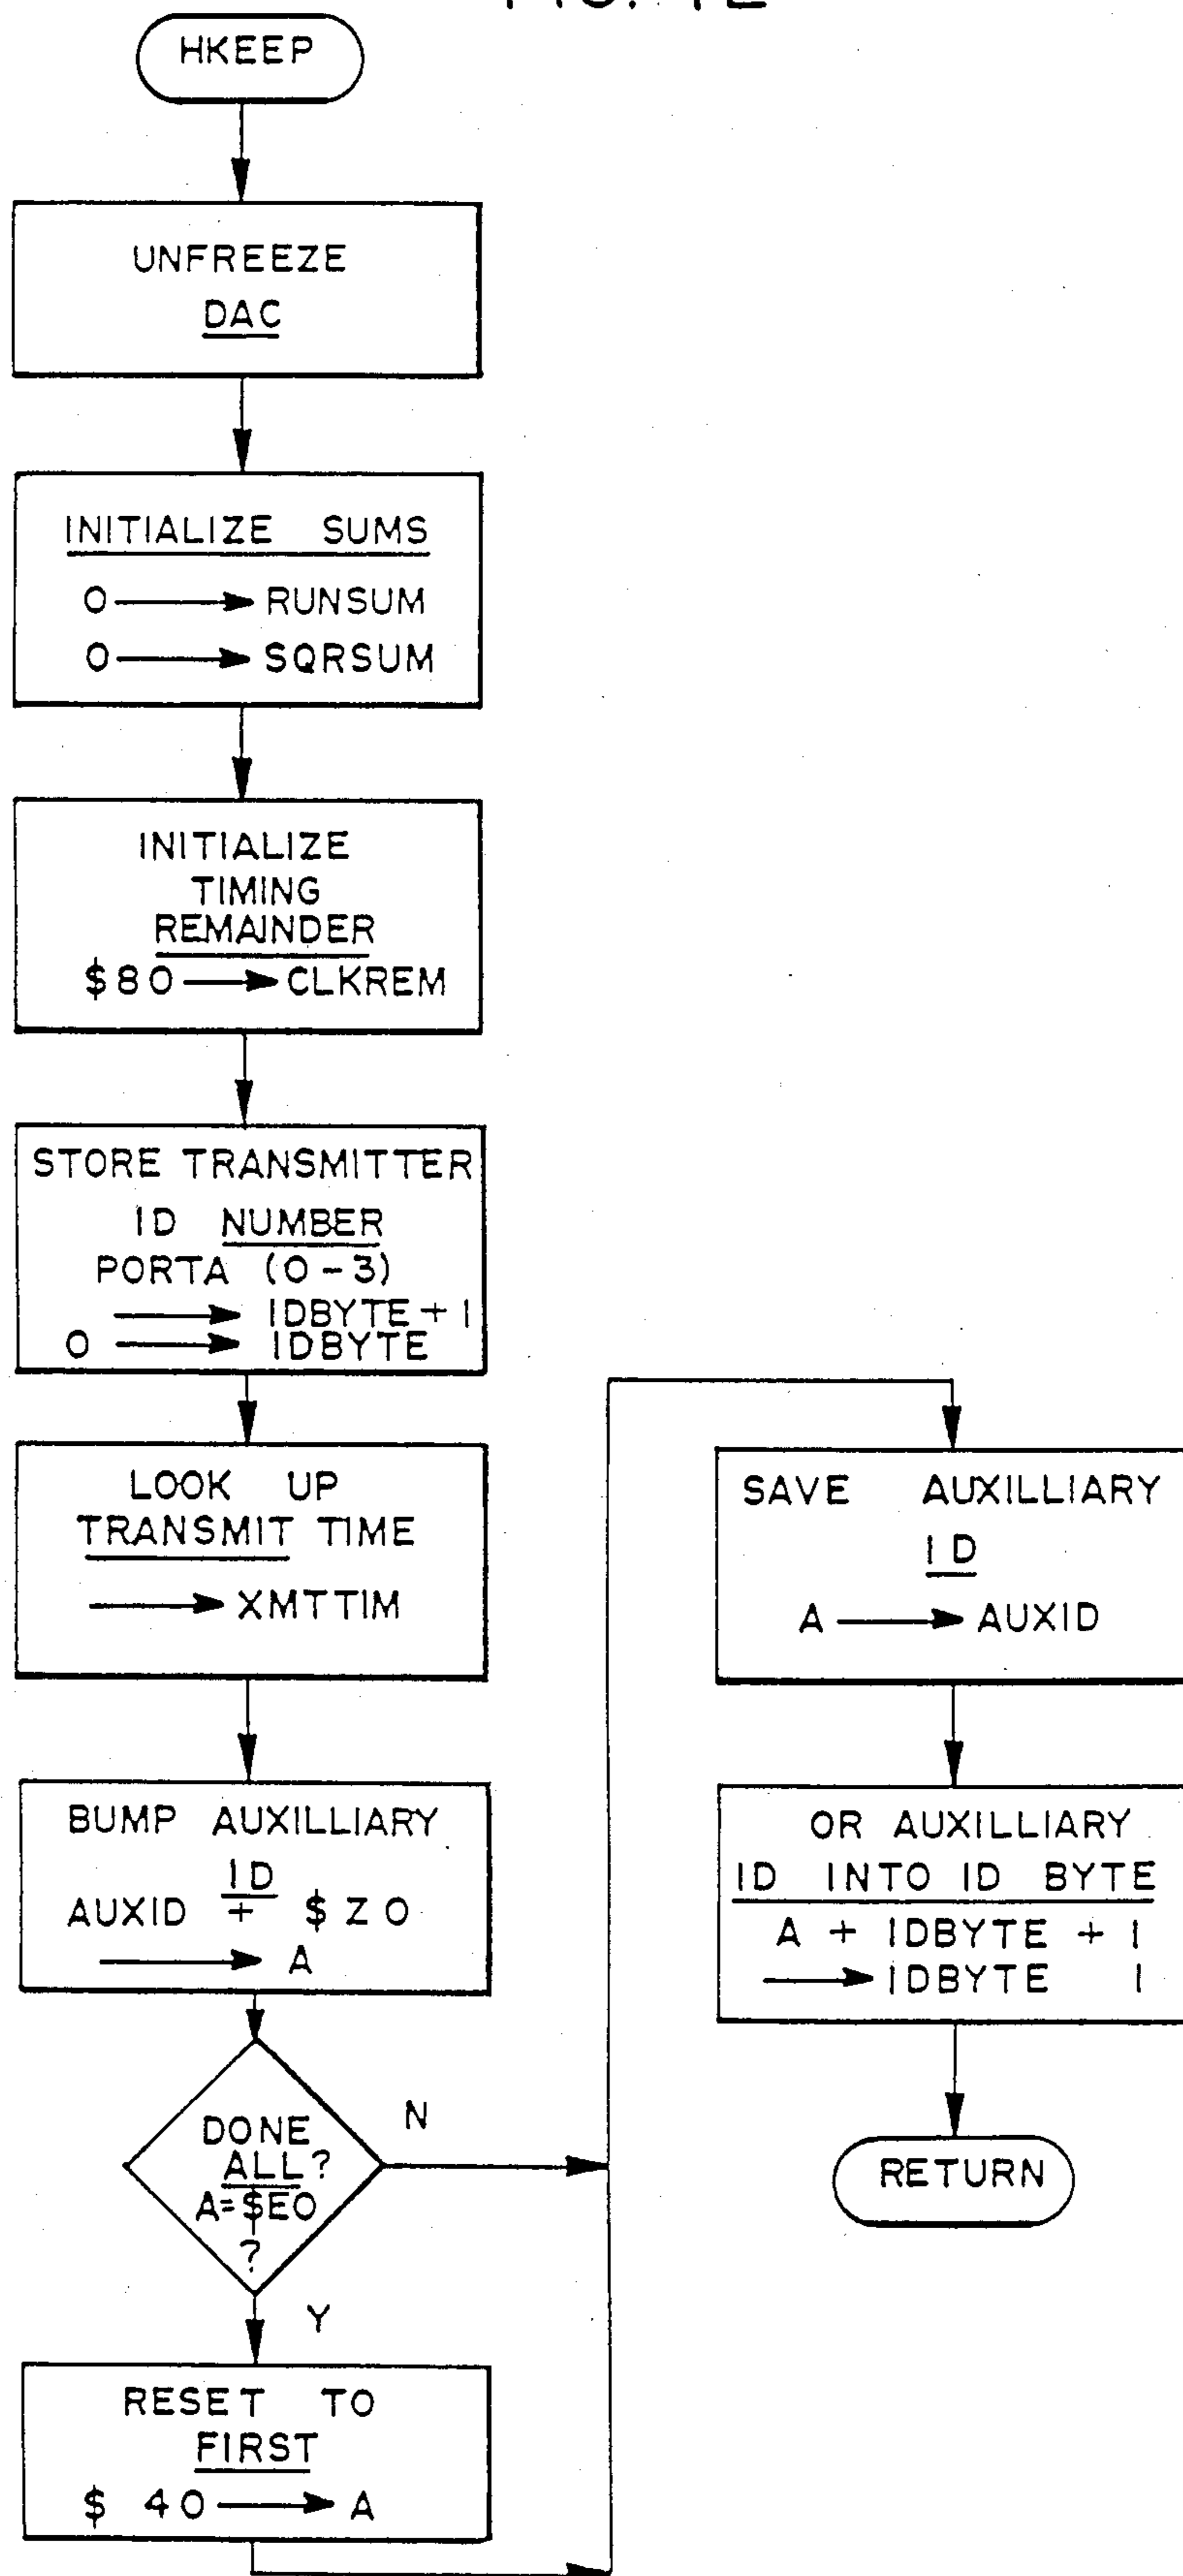 HKEEP
UNFREEZE
DAC
INITIALIZE SUMS
0 → RUNSUM
0 → SQRSUM
INITIALIZE
TIMING
REMAINDER
$80 → CLKREM
STORE TRANSMITTER
ID NUMBER
PORTA (0-3)
→ IDBYTE + 1
0 → IDBYTE
LOOK UP
TRANSMIT TIME
→ XMTTIM
BUMP AUXILLIARY
ID
AUXID + $ Z 0
→ A
DONE
ALL ?
A=$E0
?
N
Y
RESET TO
FIRST
$ 40 → A
SAVE AUXILLIARY
ID
A → AUXID
OR AUXILLIARY
ID INTO ID BYTE
A + IDBYTE + 1
→ IDBYTE 1
RETURN